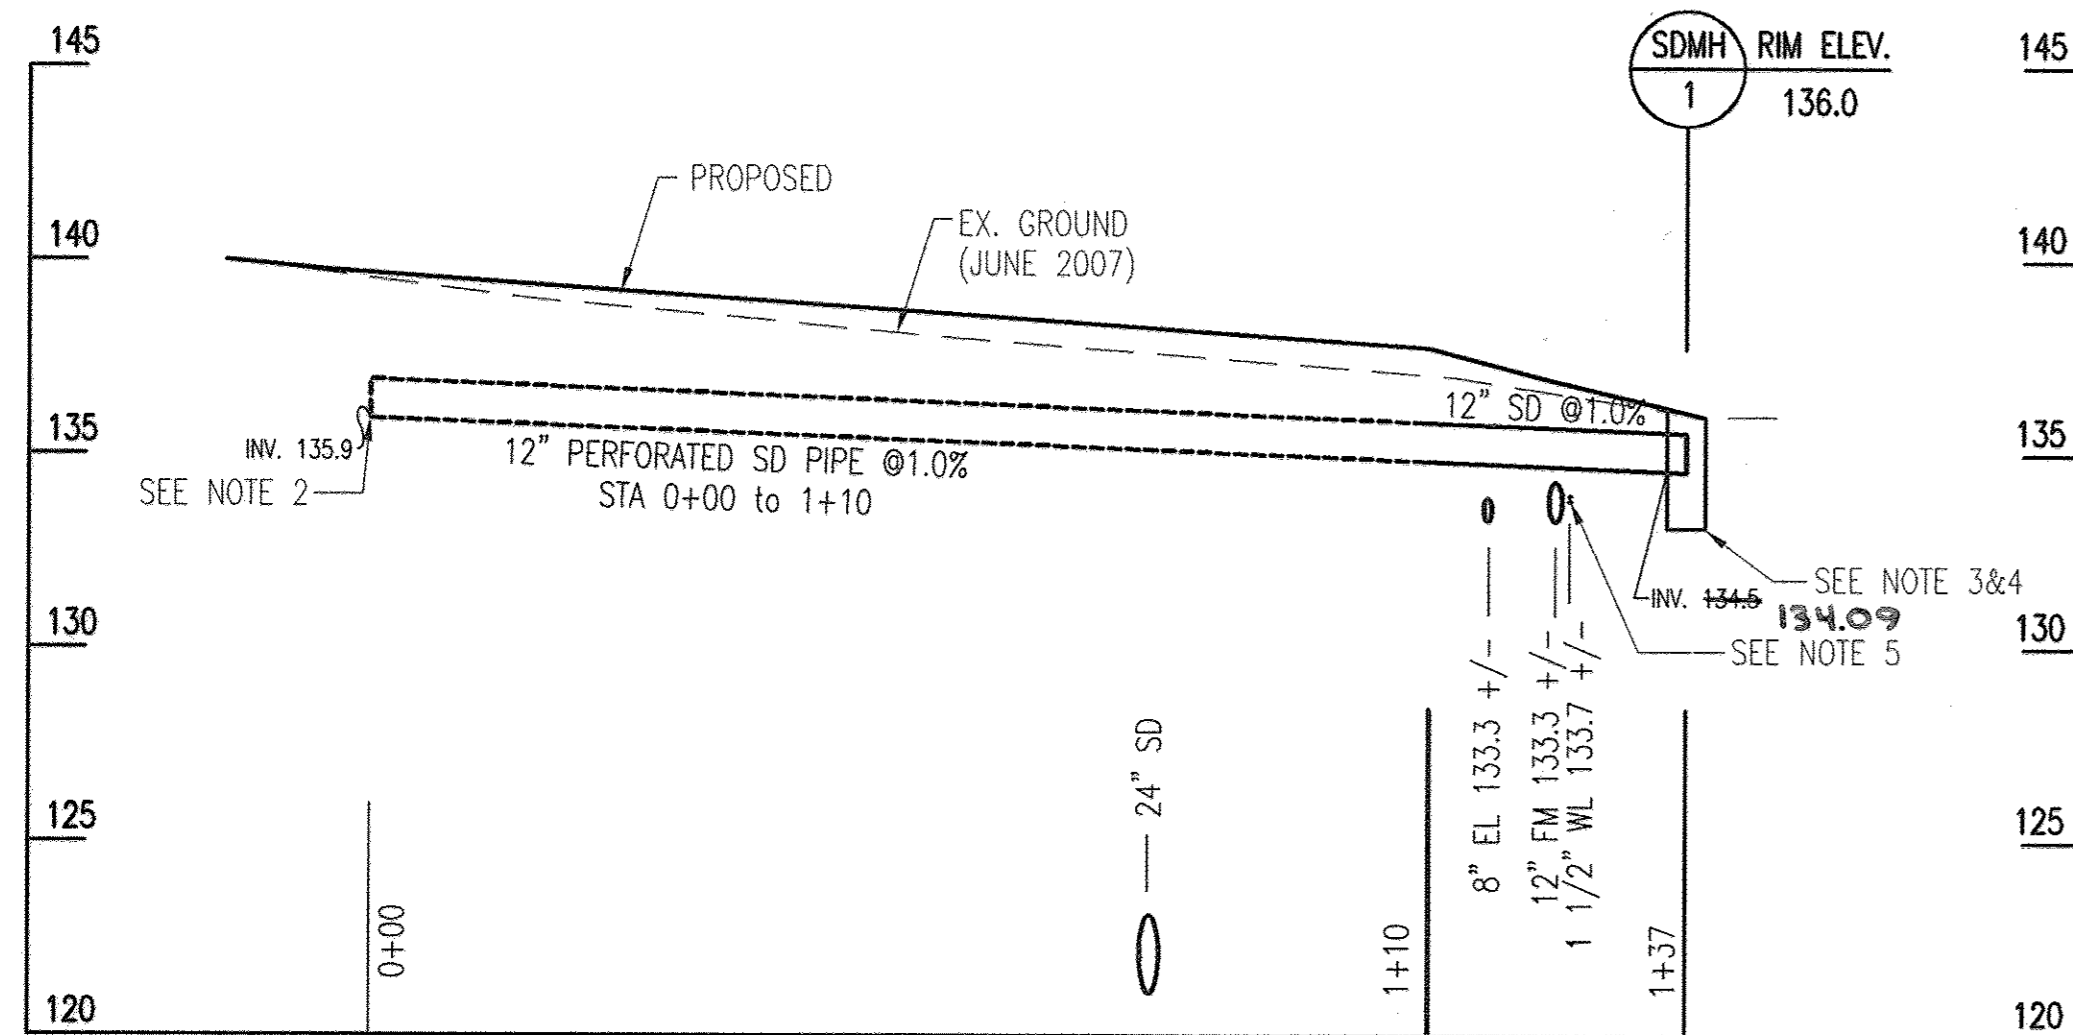 145
SDMH RIM ELEV. 145
1 136.0
PROPOSED
EX. GROUND
(JUNE 2007)
140
140
12" SD @1.0%
135
135
INV. 135.9
12" PERFORATED SD PIPE @1.0%
STA 0+00 to 1+10
SEE NOTE 2
SEE NOTE 3&4
INV. 134.5
134.09
SEE NOTE 5
130
130
24" SD
8" EL 133.3 +/-
12" FM 133.3 +/-
1 1/2" WL 133.7 +/-
125
125
0+00
1+10
1+37
120
120